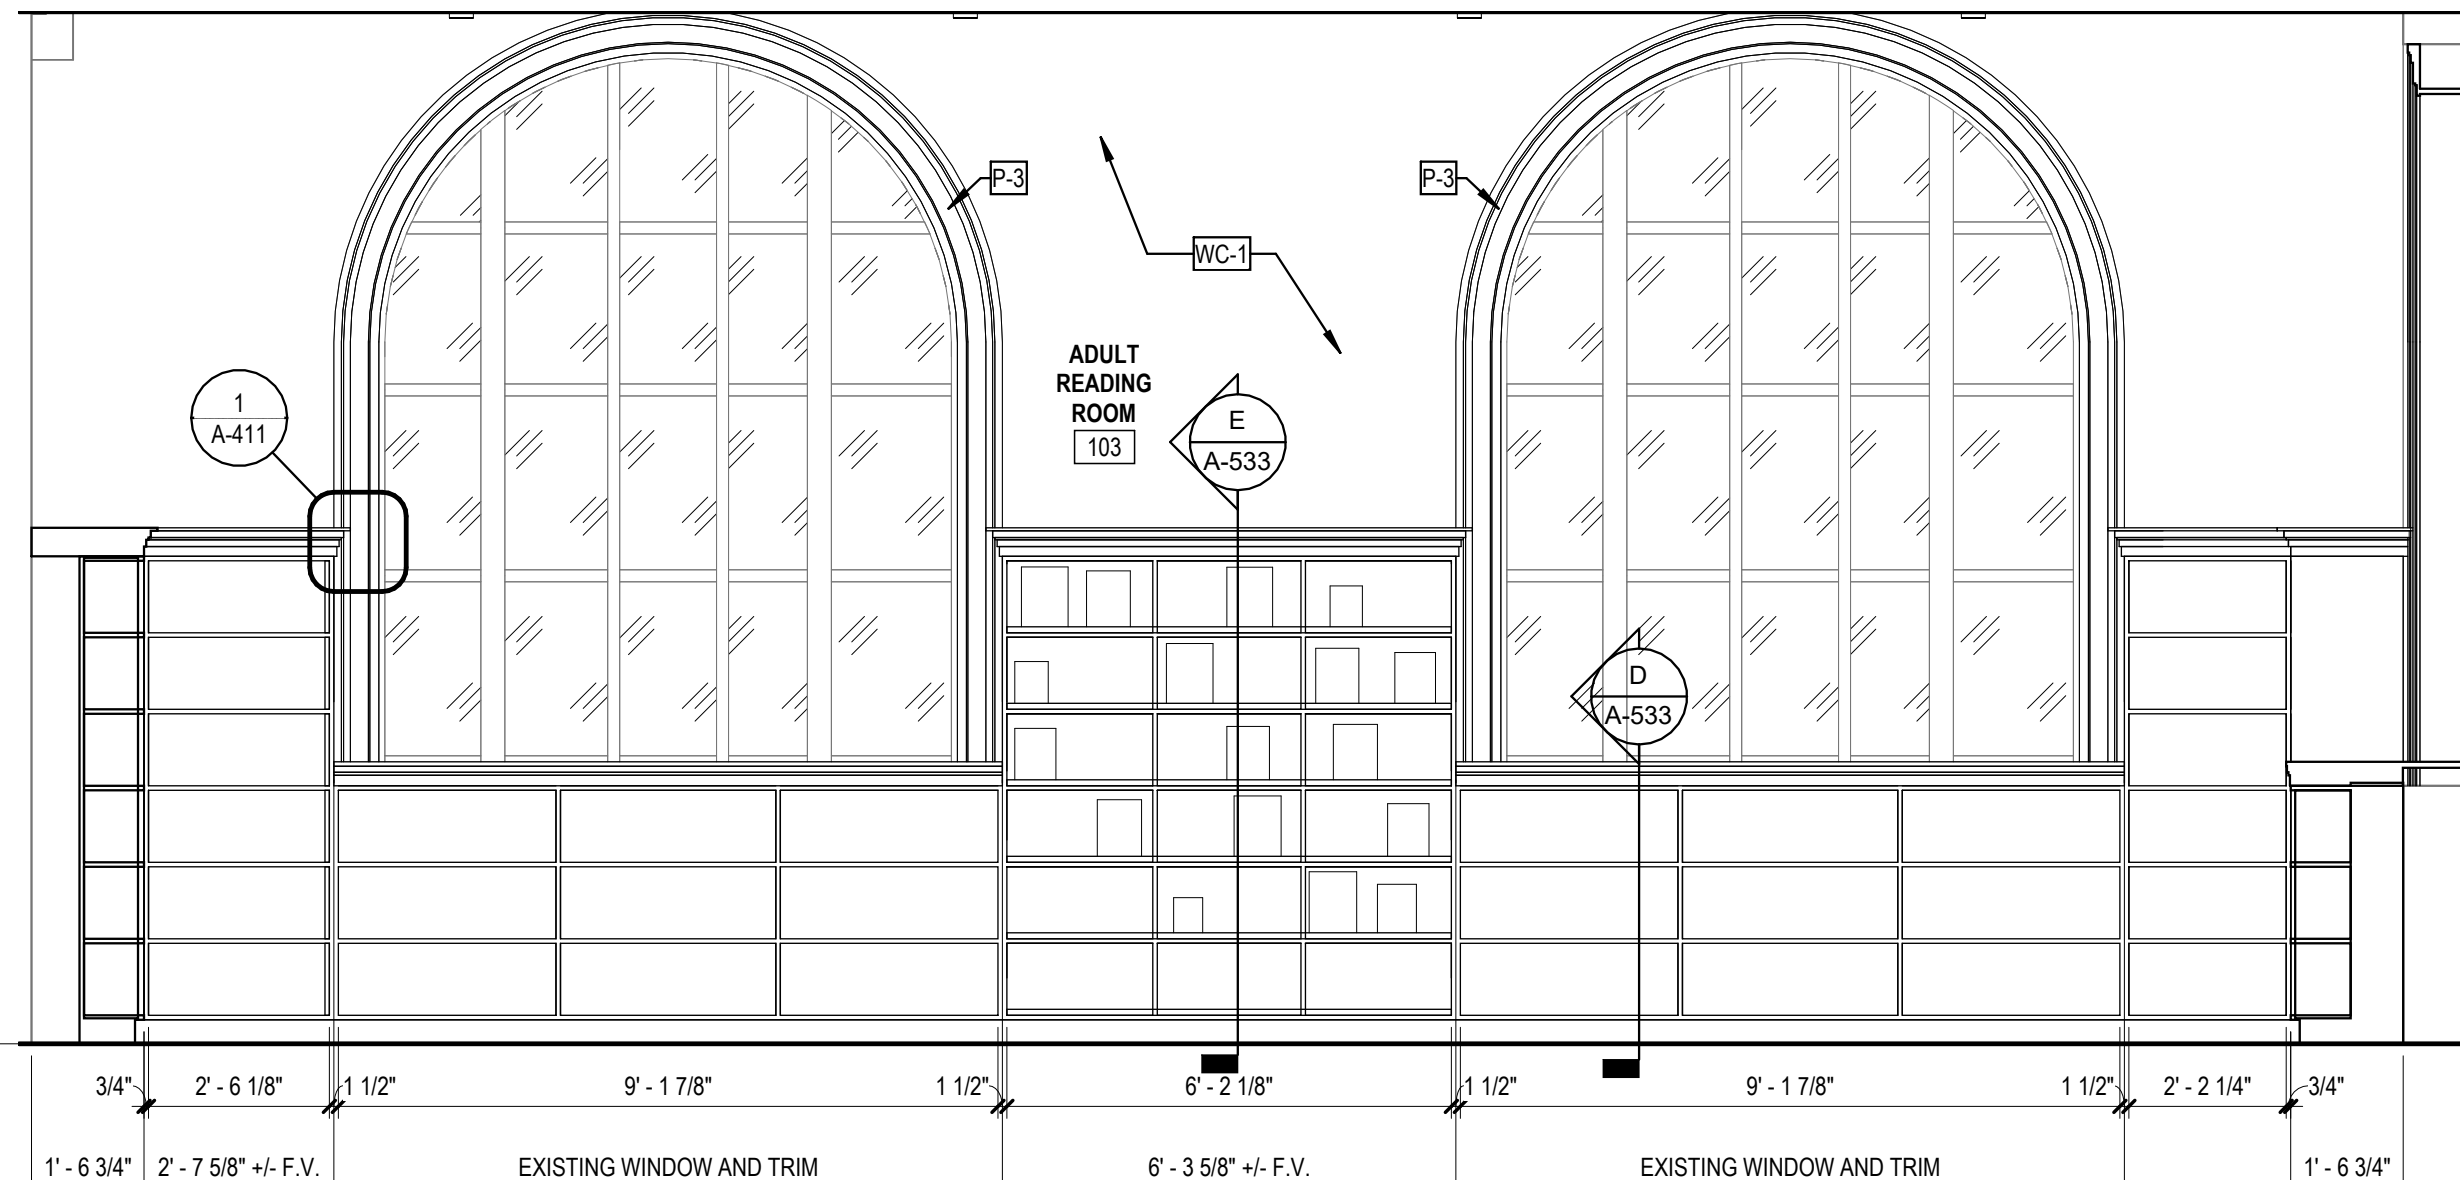 P-3
P-3
WC-1
ADULT
READING
ROOM
103
1
A-411
E
A-533
D
A-533
3/4" 2' - 6 1/8" 1 1/2" 9' - 1 7/8" 1 1/2" 6' - 2 1/8" 1 1/2" 9' - 1 7/8" 1 1/2" 2' - 2 1/4" 3/4"
1' - 6 3/4" 2' - 7 5/8" +/- F.V. EXISTING WINDOW AND TRIM 6' - 3 5/8" +/- F.V. EXISTING WINDOW AND TRIM 1' - 6 3/4"